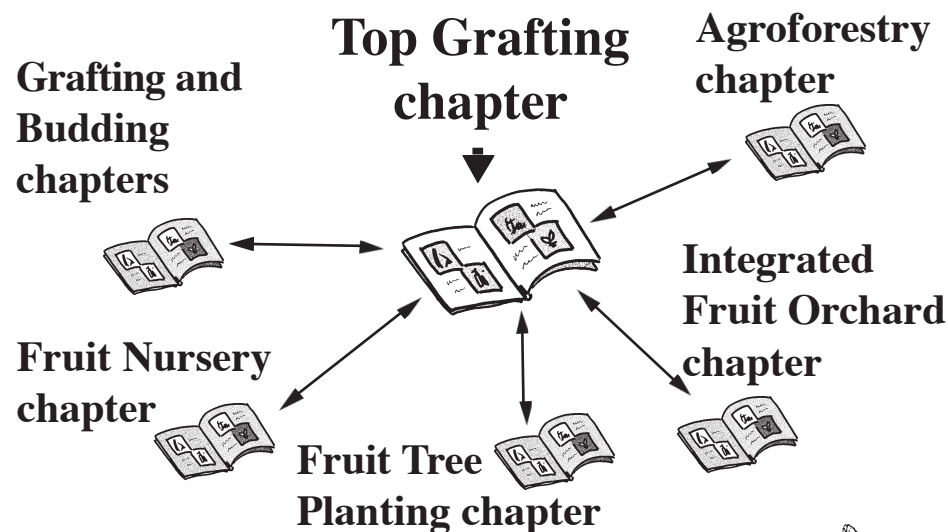 Top Grafting
chapter
Agroforestry
chapter
Grafting and
Budding
chapters
Integrated
Fruit Orchard
chapter
Fruit Nursery
chapter
Fruit Tree
Planting chapter